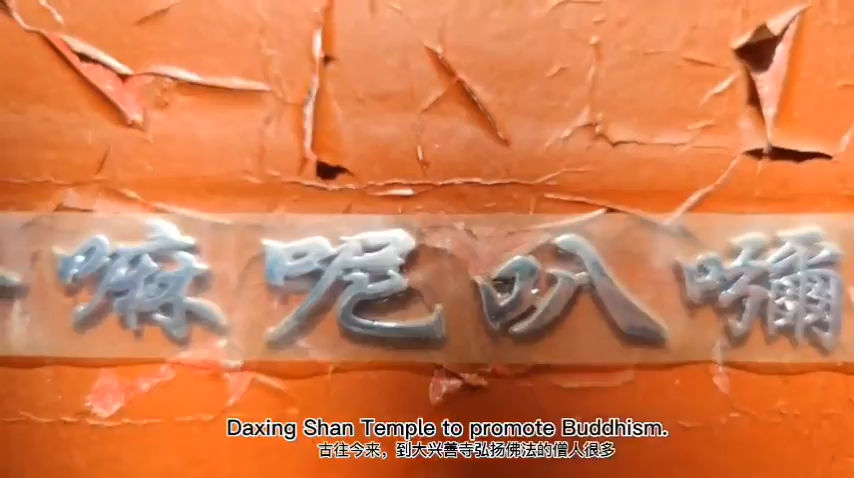 嘛呢叭嚩
Daxing Shan Temple to promote Buddhism.
古往今来，到大兴善寺弘扬佛法的僧人很多